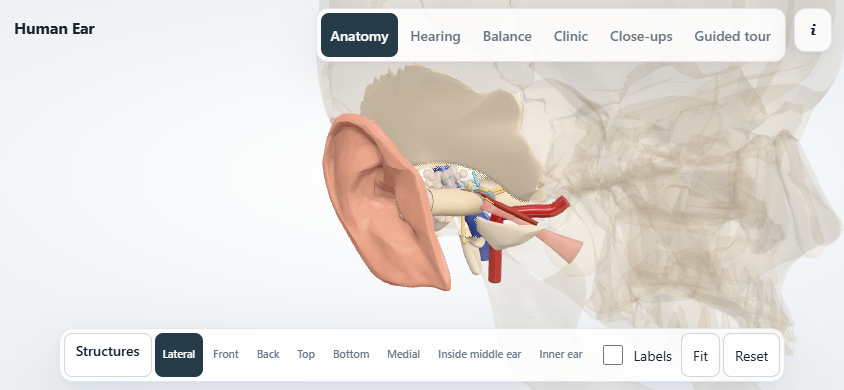 Human Ear
Anatomy Hearing Balance Clinic Close-ups Guided tour i
Structures Lateral Front Back Top Bottom Medial Inside middle ear Inner ear Labels Fit Reset